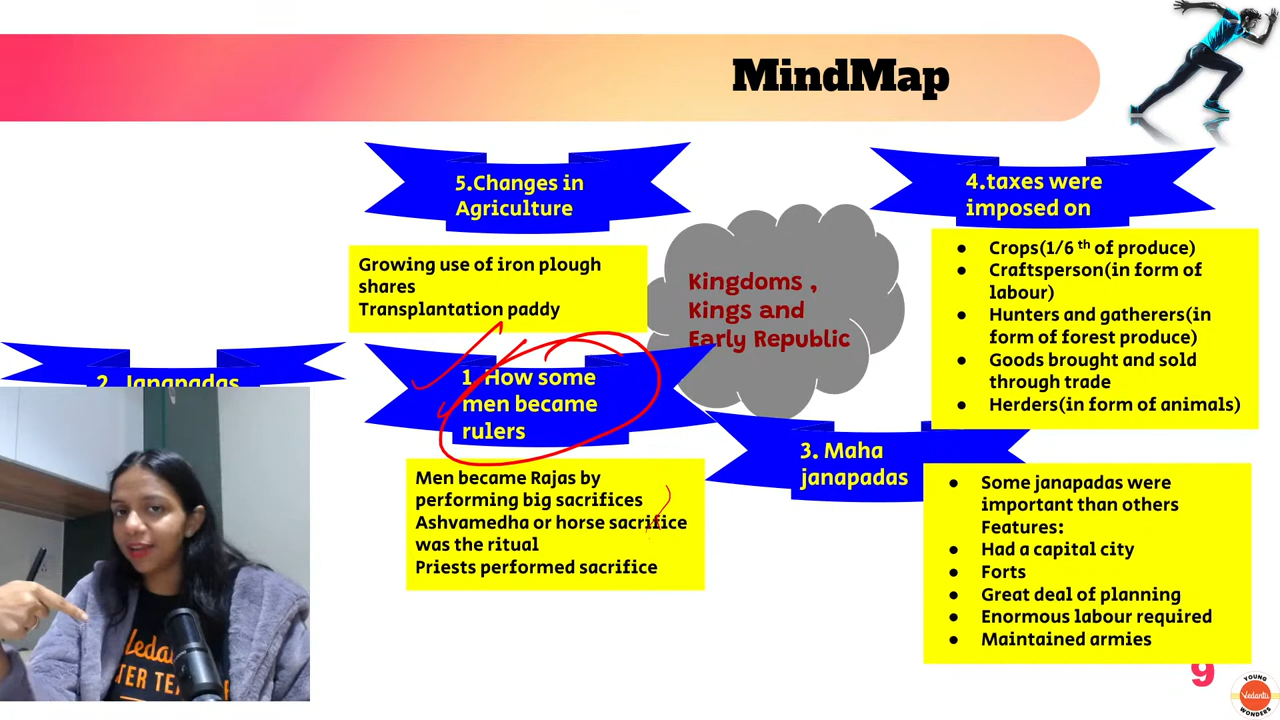 MindMap
5.Changes in
Agriculture
Growing use of iron plough
shares
Transplantation paddy
4.taxes were
imposed on
● Crops(1/6 th of produce)
● Craftsperson(in form of
labour)
● Hunters and gatherers(in
form of forest produce)
● Goods brought and sold
through trade
● Herders(in form of animals)
Kingdoms ,
Kings and
Early Republic
2. Janapadas
1. How some
men became
rulers
Men became Rajas by
performing big sacrifices
Ashvamedha or horse sacrifice
was the ritual
Priests performed sacrifice
3. Maha
janapadas
● Some janapadas were
important than others
Features:
● Had a capital city
● Forts
● Great deal of planning
● Enormous labour required
● Maintained armies
9
YOUNG
Vedantu
WONDERS